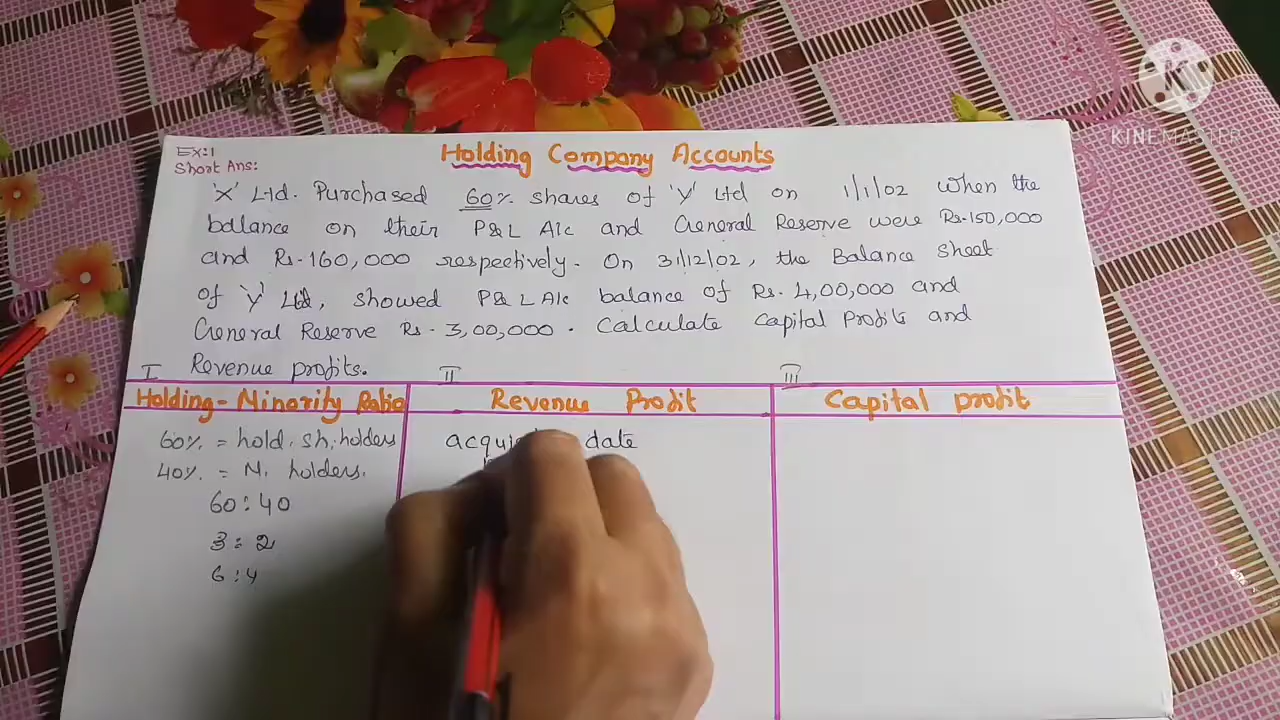 Ex:1
Short Ans:
Holding Company Accounts
'X' Ltd. Purchased 60% shares of 'Y' Ltd on 1/1/02 when the
balance on their P&L A/c and General Reserve were Rs.150,000
and Rs.160,000 respectively. On 31/12/02, the Balance sheet
of 'Y' Ltd, showed P&L A/c balance of Rs. 4,00,000 and
General Reserve Rs. 3,00,000. Calculate Capital Profits and
Revenue profits.
I
II
III
Holding-Minority Ratio
Revenue Profit
Capital profit
60% = hold. sh. holders
40% = M. holders.
60:40
3:2
6:4
date
K
KINEMASTER